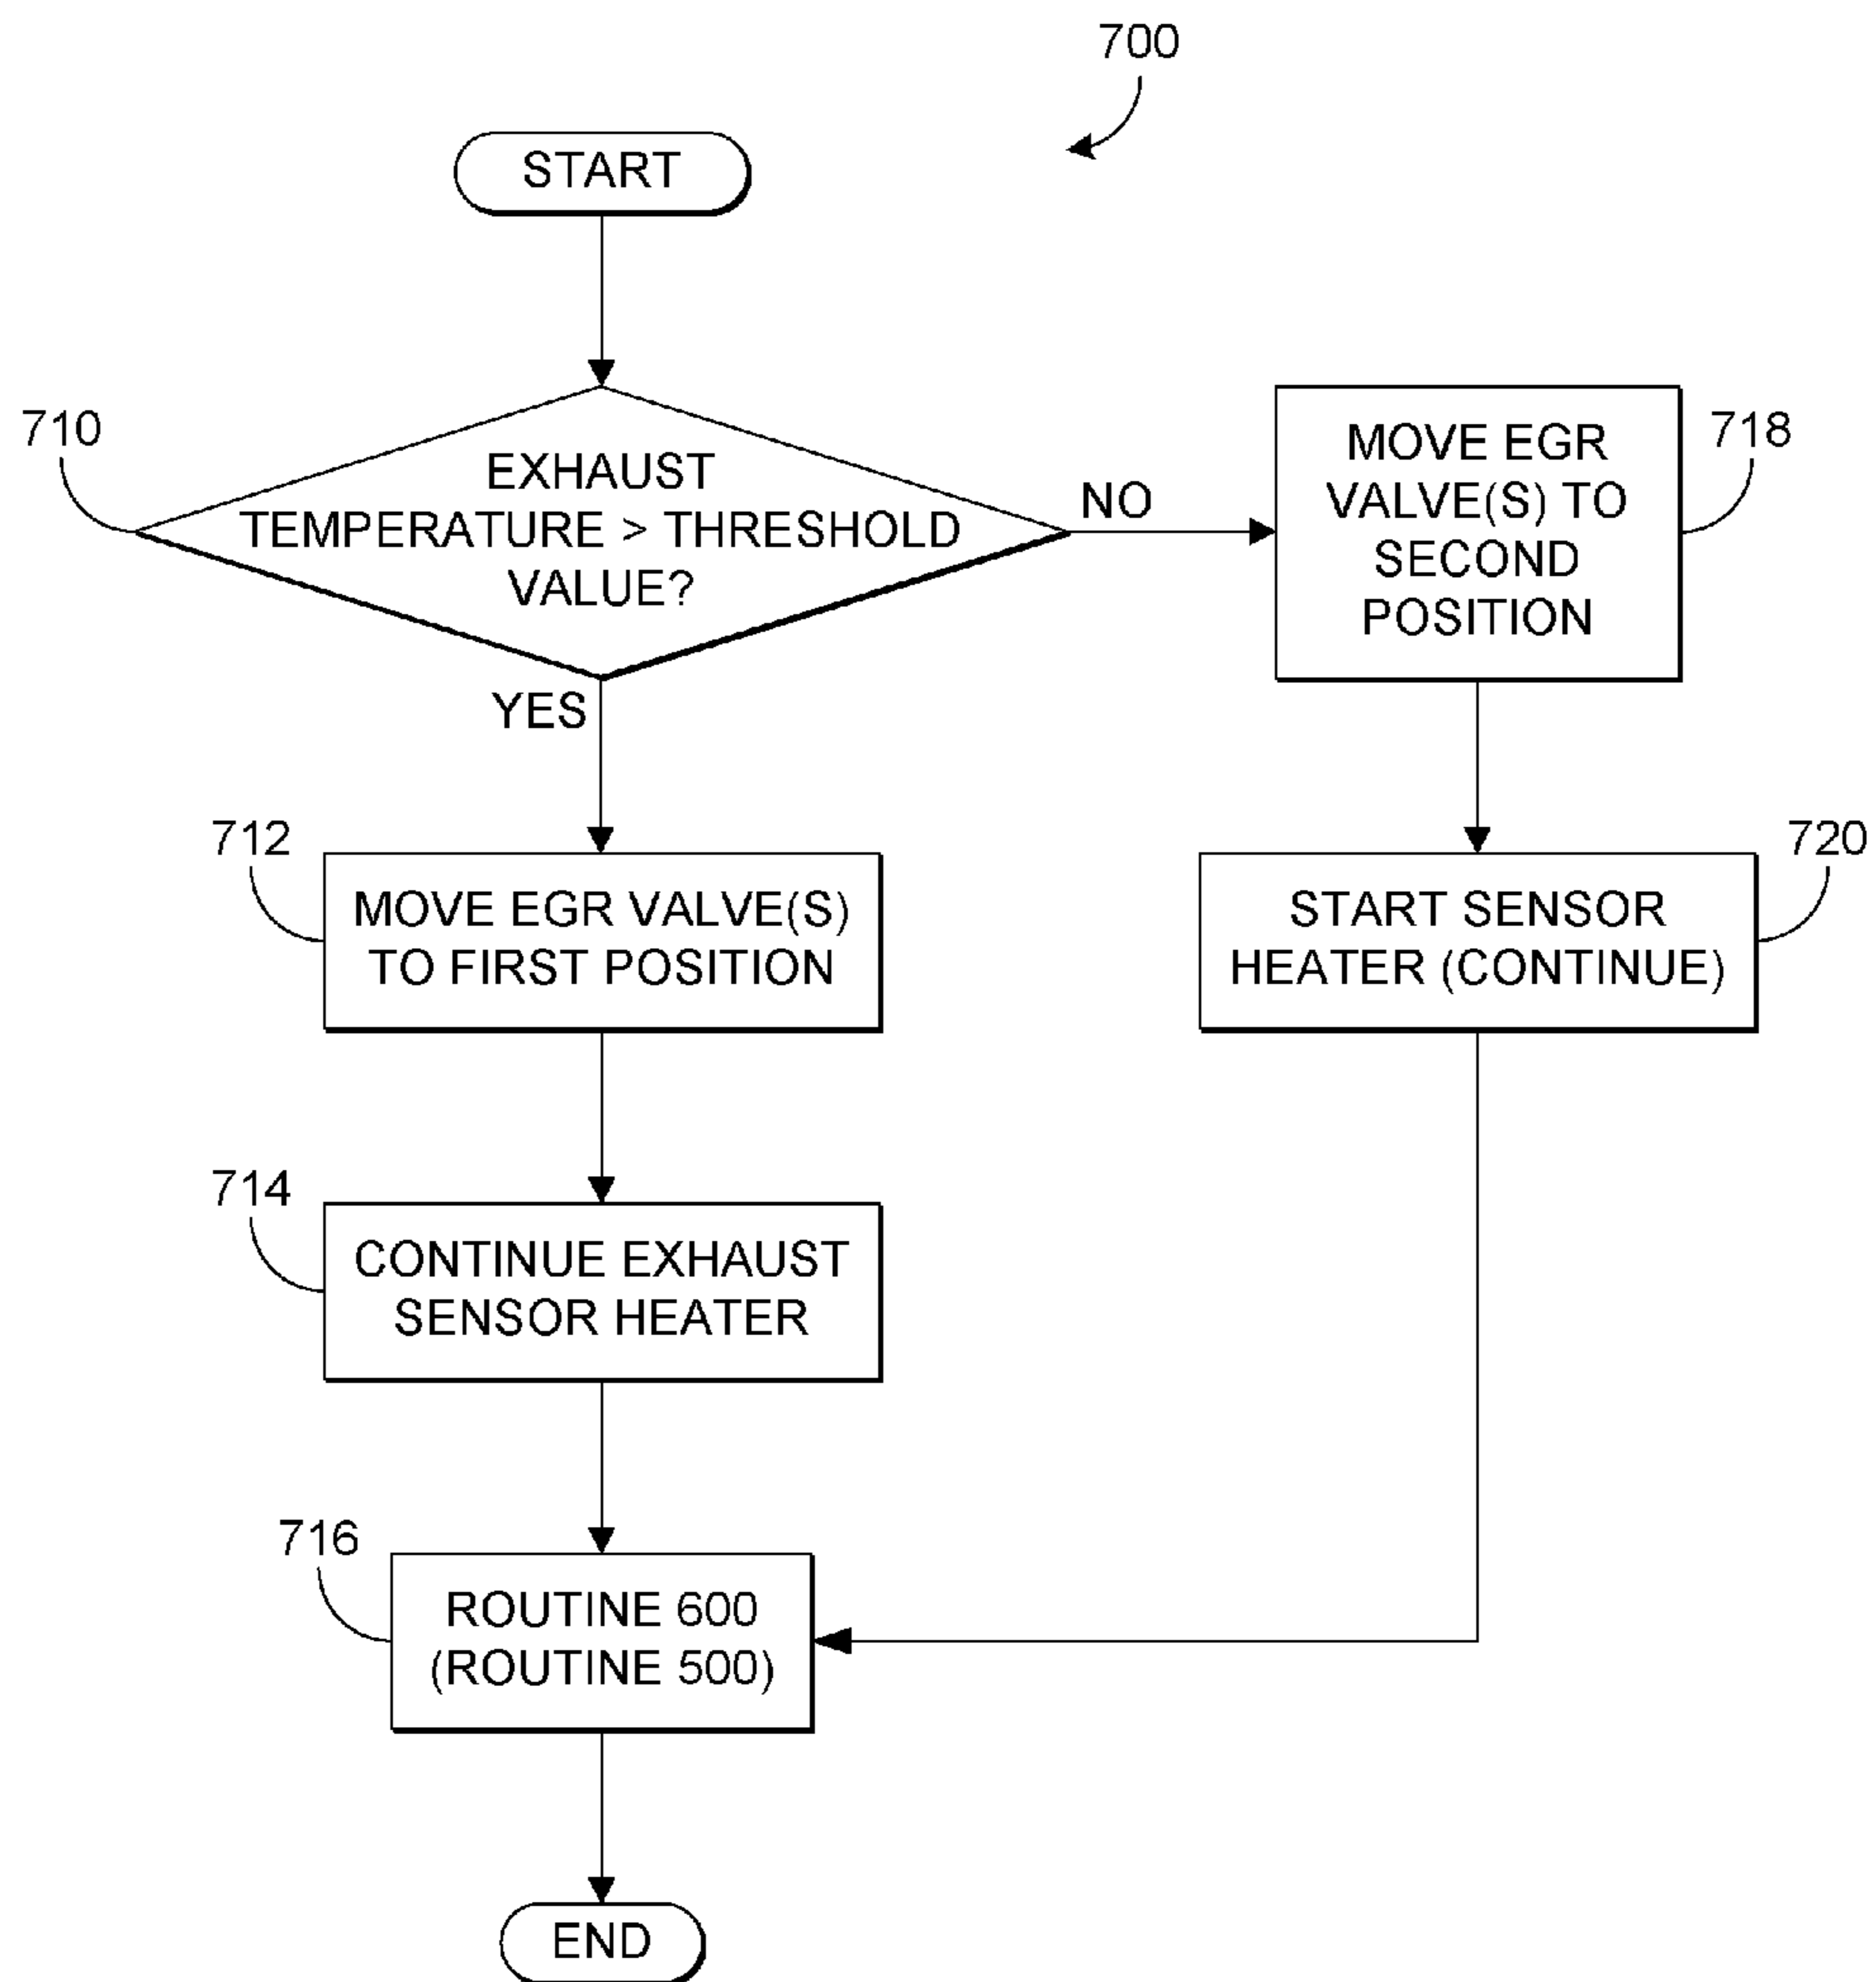 700
START
710
EXHAUST
TEMPERATURE > THRESHOLD
VALUE?
NO
YES
MOVE EGR
VALVE(S) TO
SECOND
POSITION
718
712
MOVE EGR VALVE(S)
TO FIRST POSITION
START SENSOR
HEATER (CONTINUE)
720
714
CONTINUE EXHAUST
SENSOR HEATER
716
ROUTINE 600
(ROUTINE 500)
END